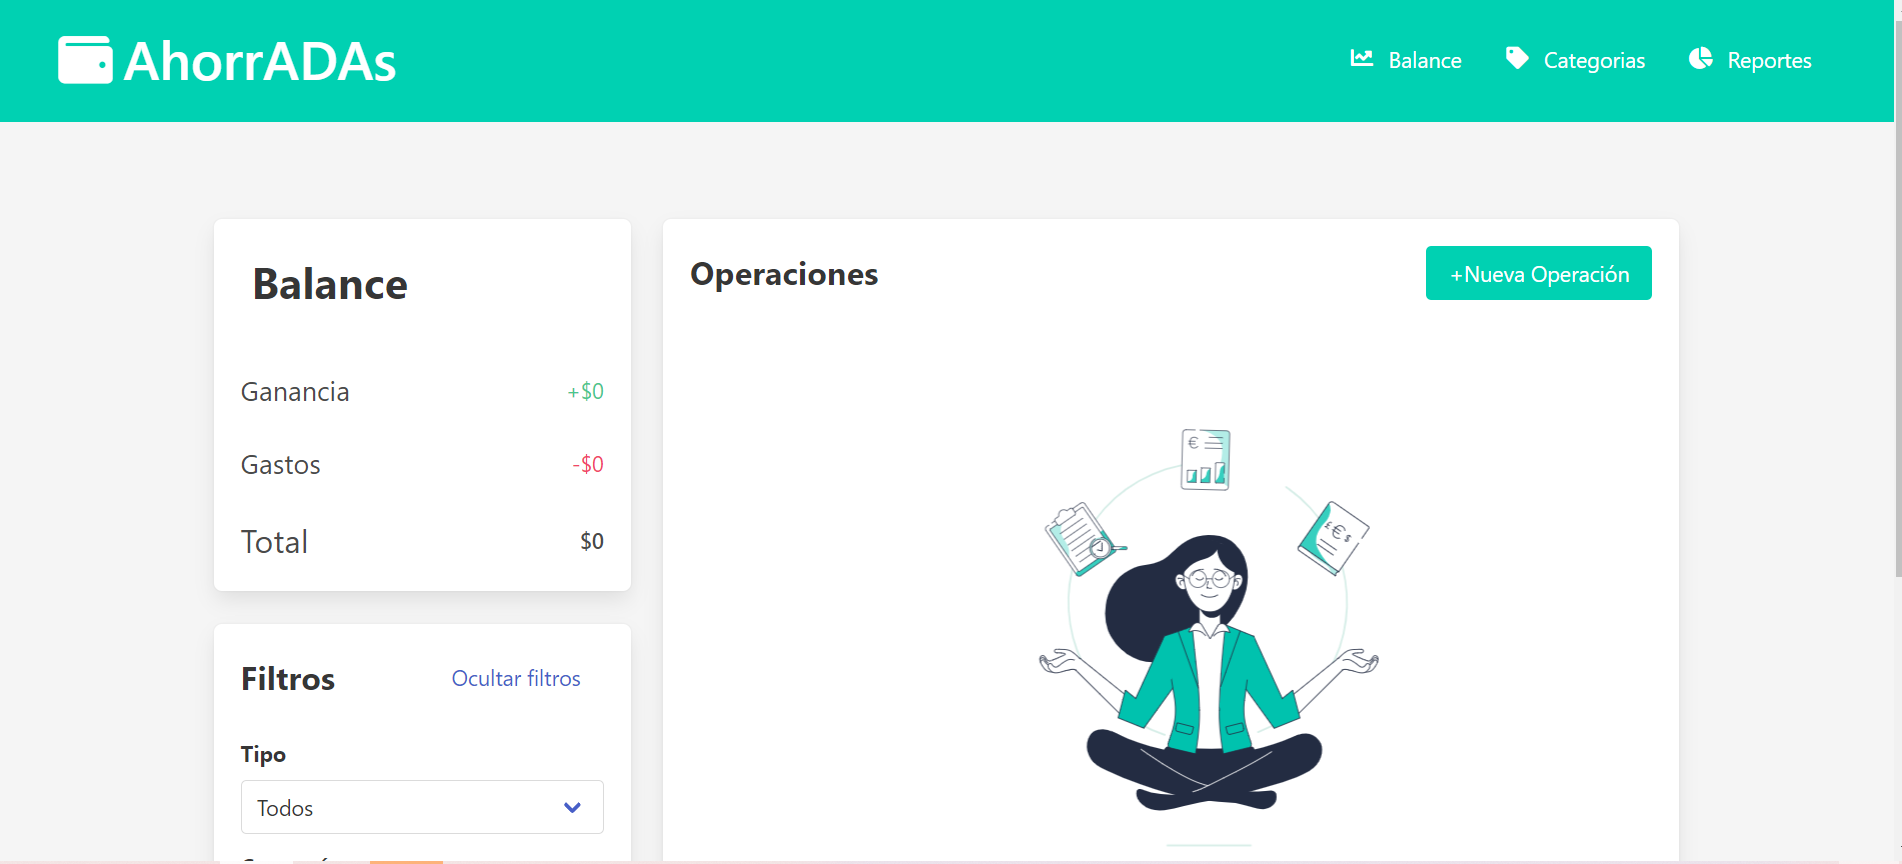 AhorrADAs
Balance
Categorias
Reportes
Balance
Ganancia +$0
Gastos -$0
Total $0
Filtros Ocultar filtros
Tipo
Todos
Operaciones
+Nueva Operación
€
£ € $